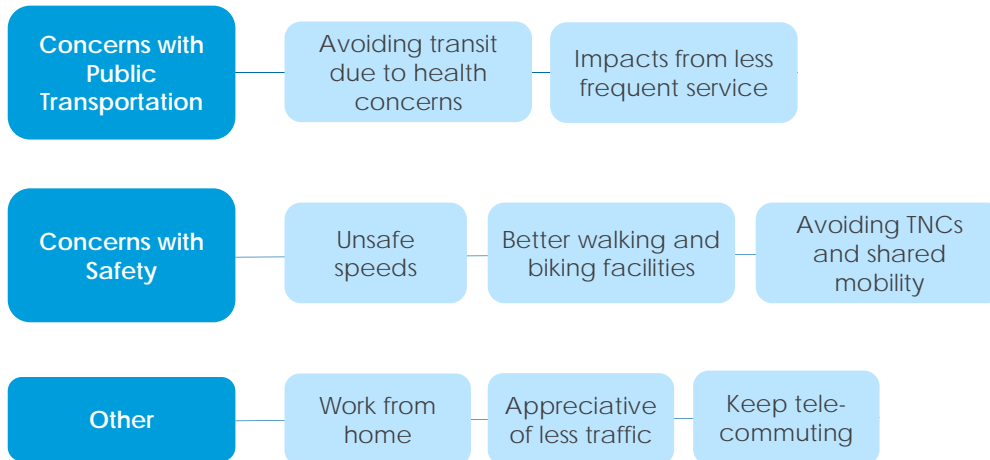 Concerns with
Public
Transportation
Avoiding transit
due to health
concerns
Impacts from less
frequent service
Concerns with
Safety
Unsafe
speeds
Better walking and
biking facilities
Avoiding TNCs
and shared
mobility
Other
Work from
home
Appreciative
of less traffic
Keep tele-
commuting